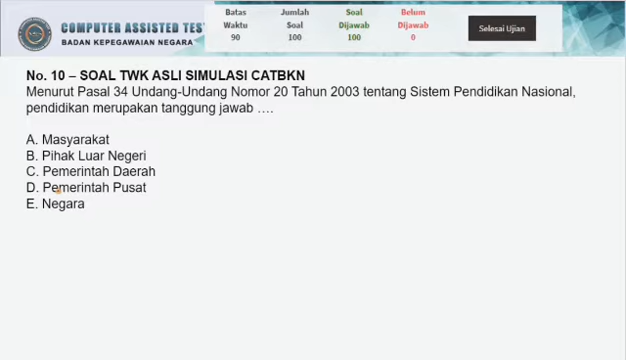 COMPUTER ASSISTED TES
BADAN KEPEGAWAIAN NEGARA
Batas Waktu 90
Jumlah Soal 100
Soal Dijawab 100
Belum Dijawab 0
Selesai Ujian
No. 10 – SOAL TWK ASLI SIMULASI CATBKN
Menurut Pasal 34 Undang-Undang Nomor 20 Tahun 2003 tentang Sistem Pendidikan Nasional,
pendidikan merupakan tanggung jawab ….
A. Masyarakat
B. Pihak Luar Negeri
C. Pemerintah Daerah
D. Pemerintah Pusat
E. Negara